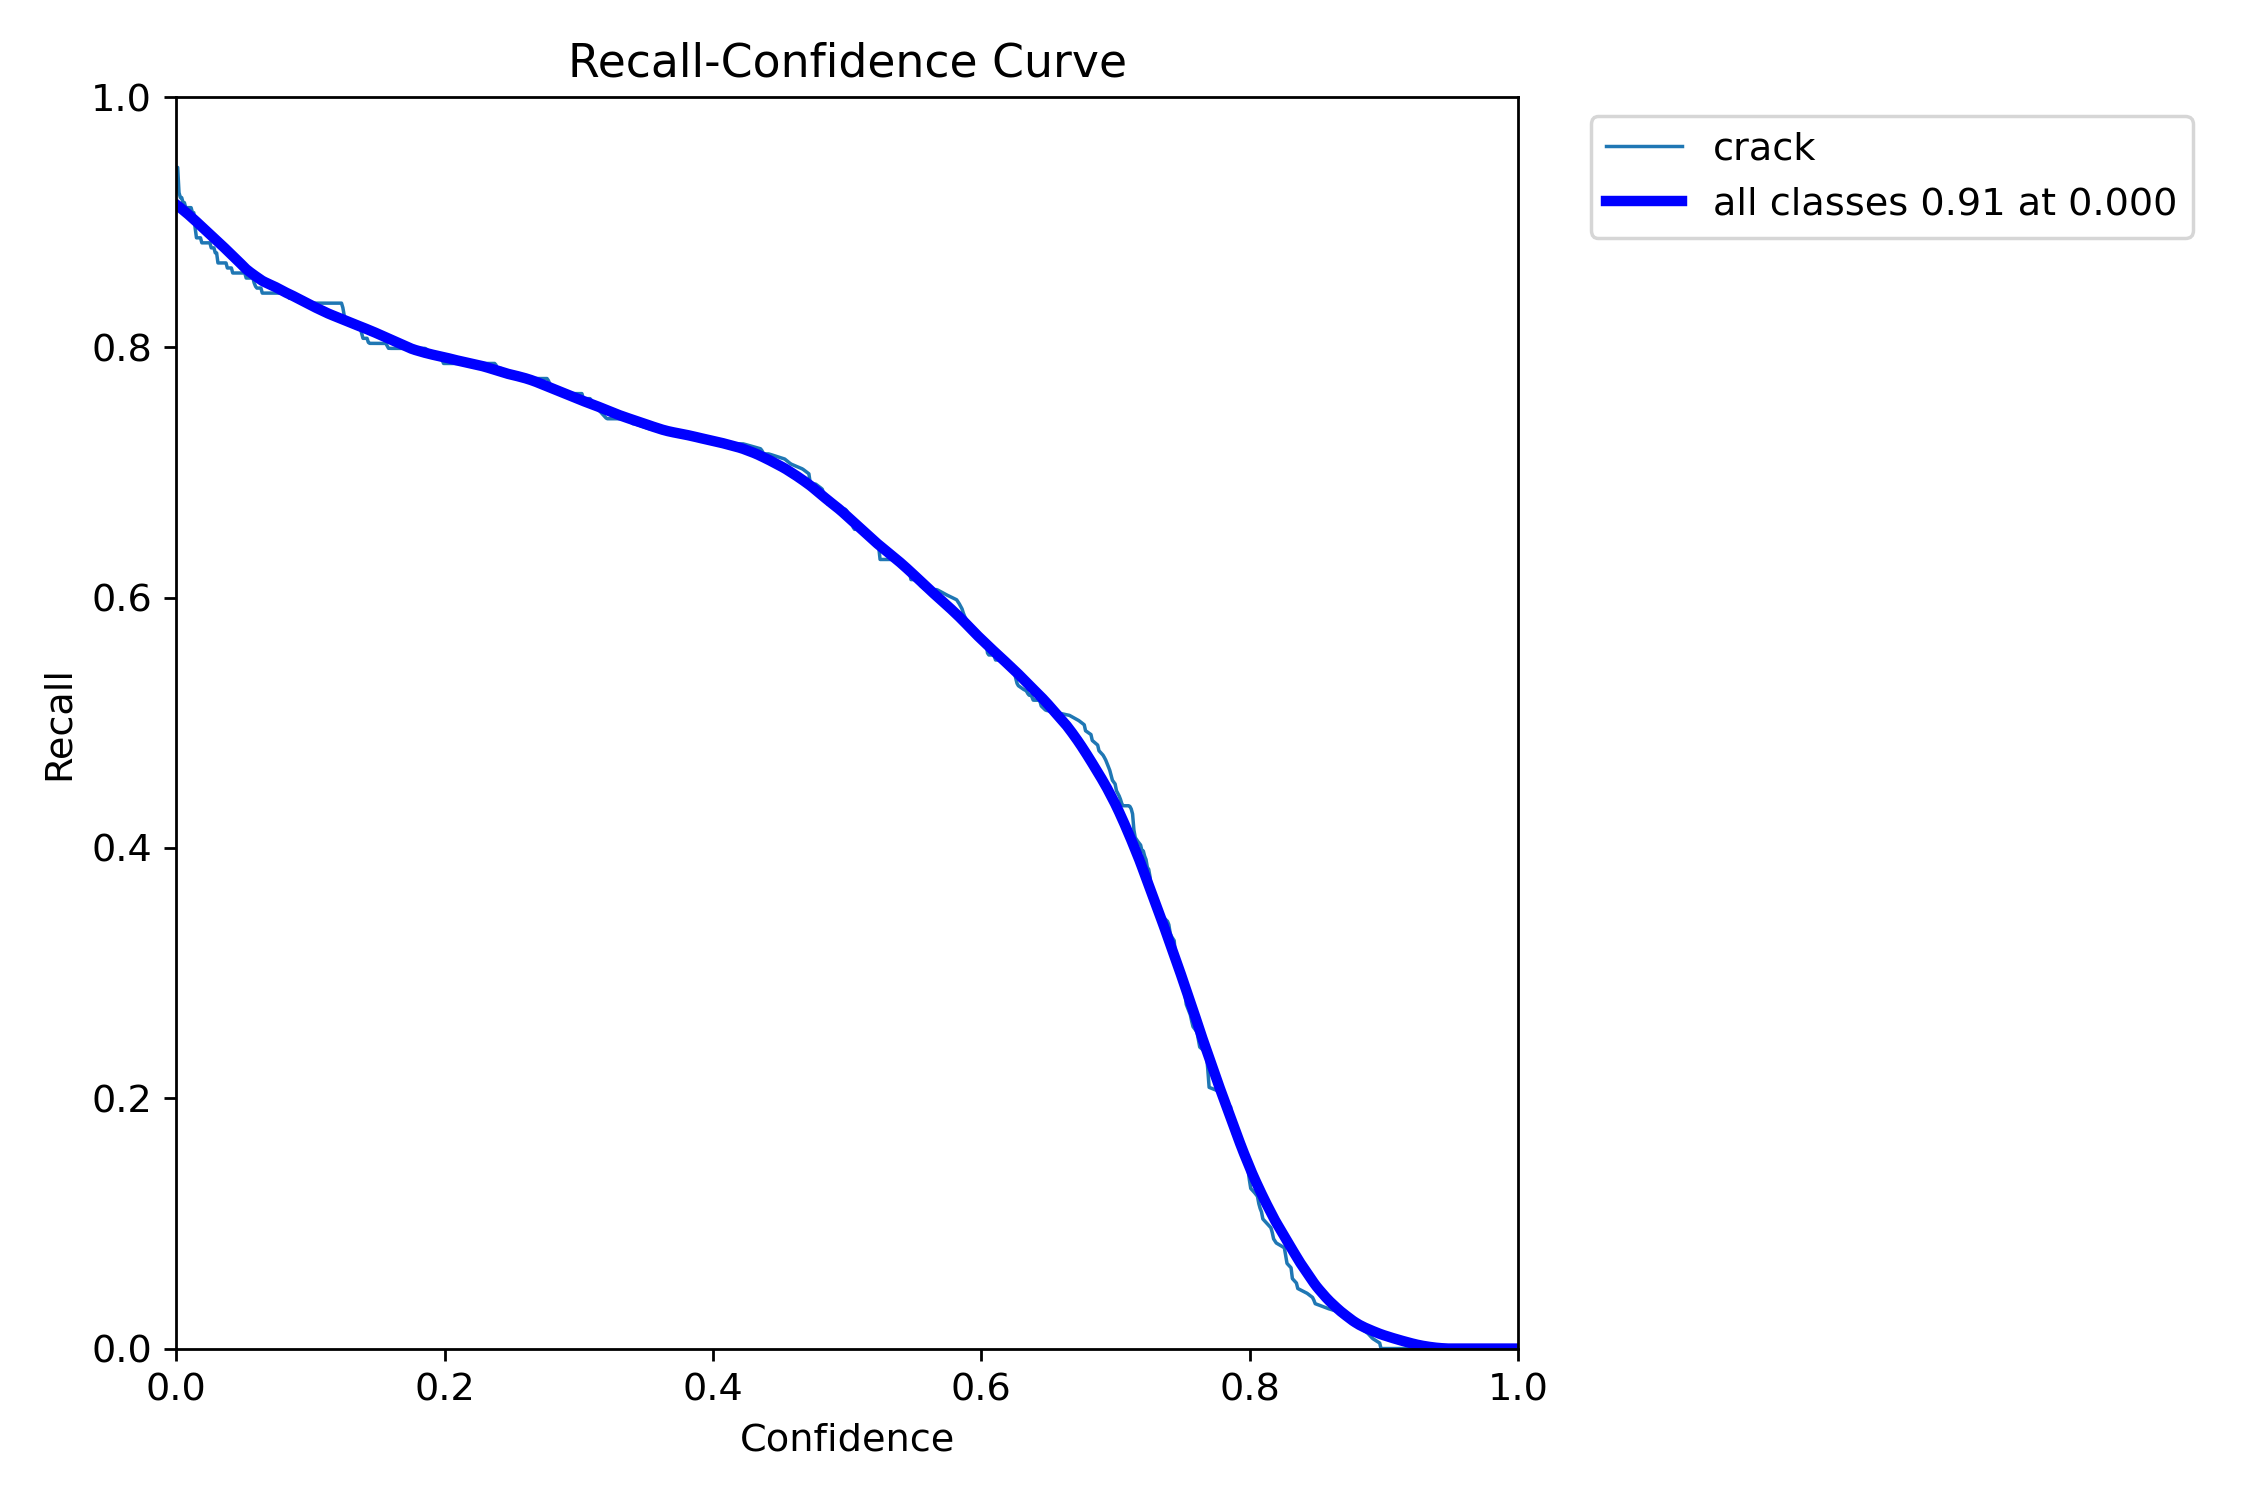 Recall-Confidence Curve
1.0
0.8
0.6
0.4
0.2
0.0
Recall
0.0 0.2 0.4 0.6 0.8 1.0
Confidence
crack
all classes 0.91 at 0.000